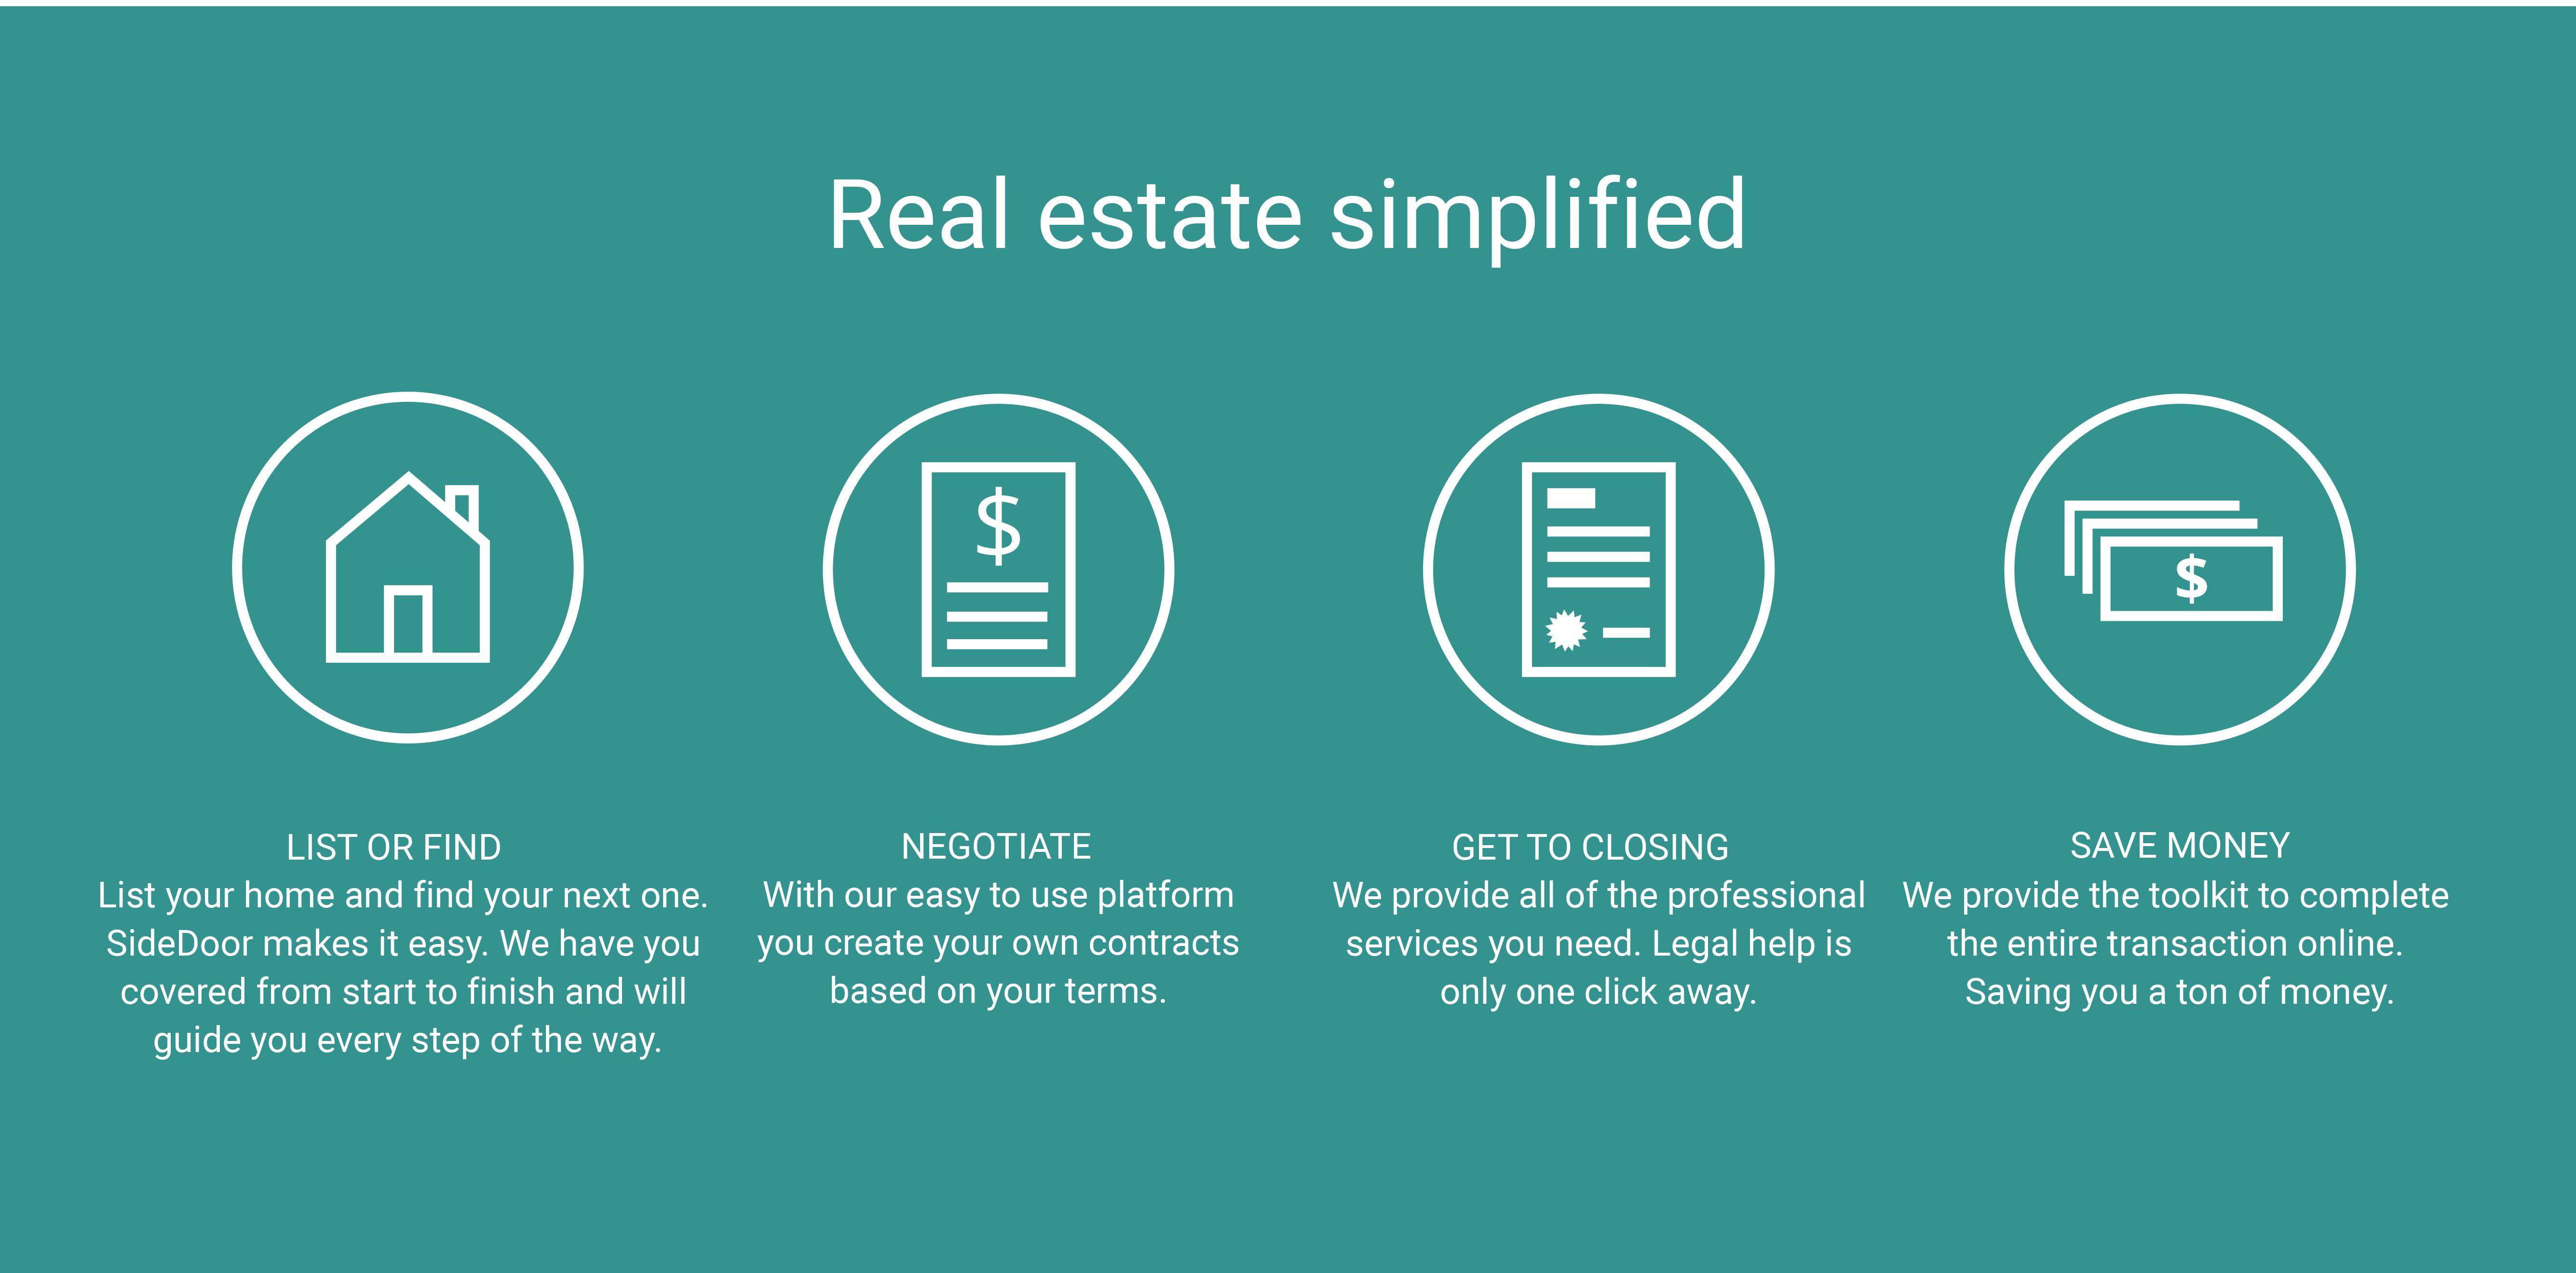 Real estate simplified
$
$
LIST OR FIND
List your home and find your next one.
SideDoor makes it easy. We have you
covered from start to finish and will
guide you every step of the way.
NEGOTIATE
With our easy to use platform
you create your own contracts
based on your terms.
GET TO CLOSING
We provide all of the professional
services you need. Legal help is
only one click away.
SAVE MONEY
We provide the toolkit to complete
the entire transaction online.
Saving you a ton of money.